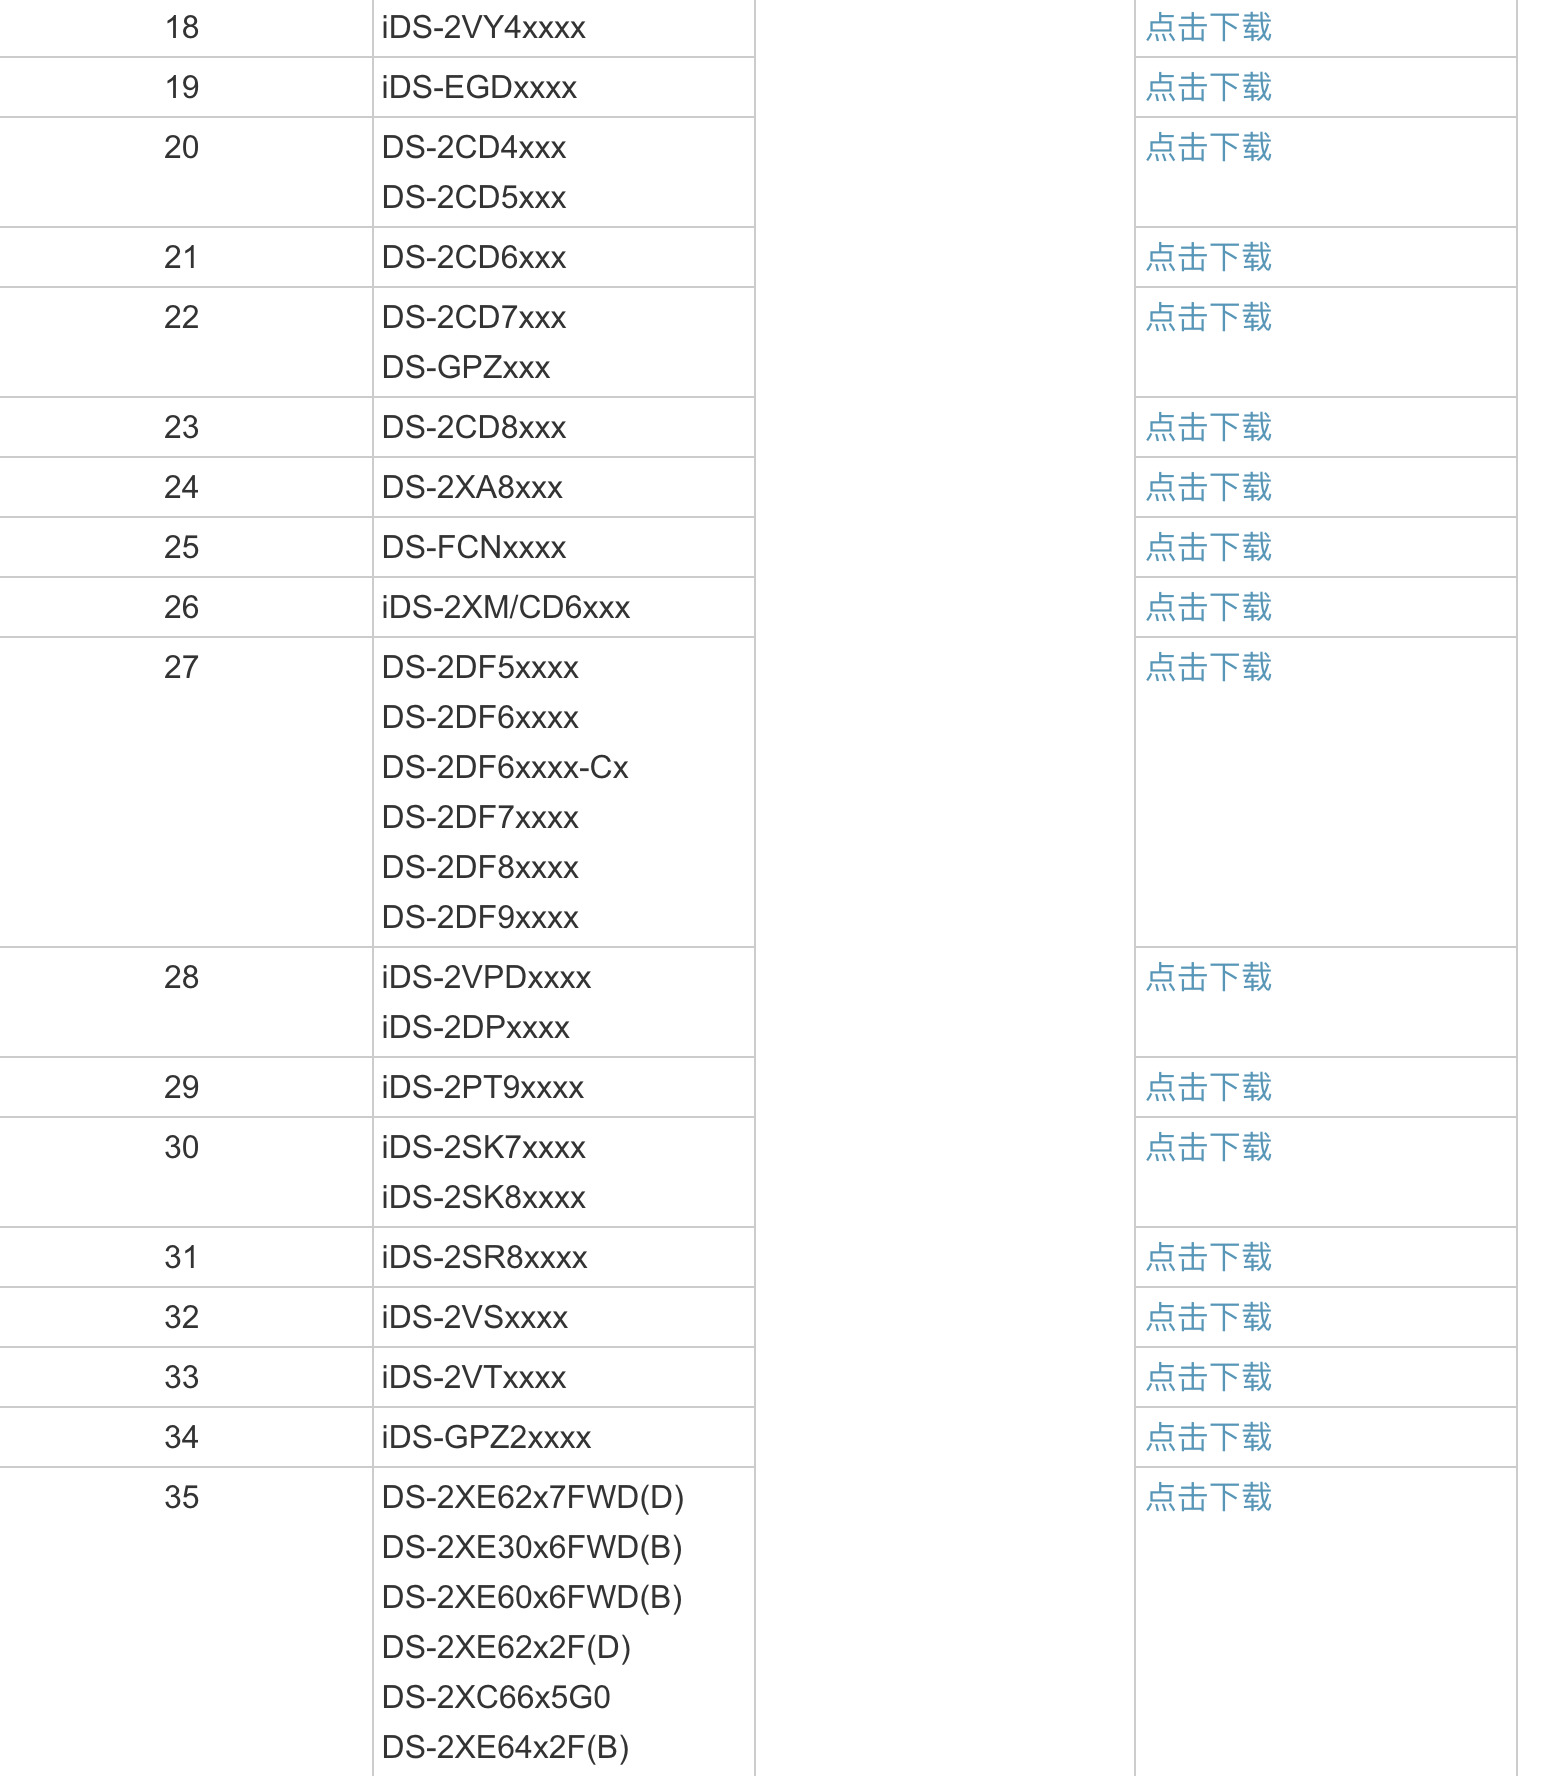 18 iDS-2VY4xxxx 点击下载
19 iDS-EGDxxxx 点击下载
20 DS-2CD4xxx 点击下载
DS-2CD5xxx
21 DS-2CD6xxx 点击下载
22 DS-2CD7xxx 点击下载
DS-GPZxxx
23 DS-2CD8xxx 点击下载
24 DS-2XA8xxx 点击下载
25 DS-FCNxxxx 点击下载
26 iDS-2XM/CD6xxx 点击下载
27 DS-2DF5xxxx 点击下载
DS-2DF6xxxx
DS-2DF6xxxx-Cx
DS-2DF7xxxx
DS-2DF8xxxx
DS-2DF9xxxx
28 iDS-2VPDxxxx 点击下载
iDS-2DPxxxx
29 iDS-2PT9xxxx 点击下载
30 iDS-2SK7xxxx 点击下载
iDS-2SK8xxxx
31 iDS-2SR8xxxx 点击下载
32 iDS-2VSxxxx 点击下载
33 iDS-2VTxxxx 点击下载
34 iDS-GPZ2xxxx 点击下载
35 DS-2XE62x7FWD(D) 点击下载
DS-2XE30x6FWD(B)
DS-2XE60x6FWD(B)
DS-2XE62x2F(D)
DS-2XC66x5G0
DS-2XE64x2F(B)